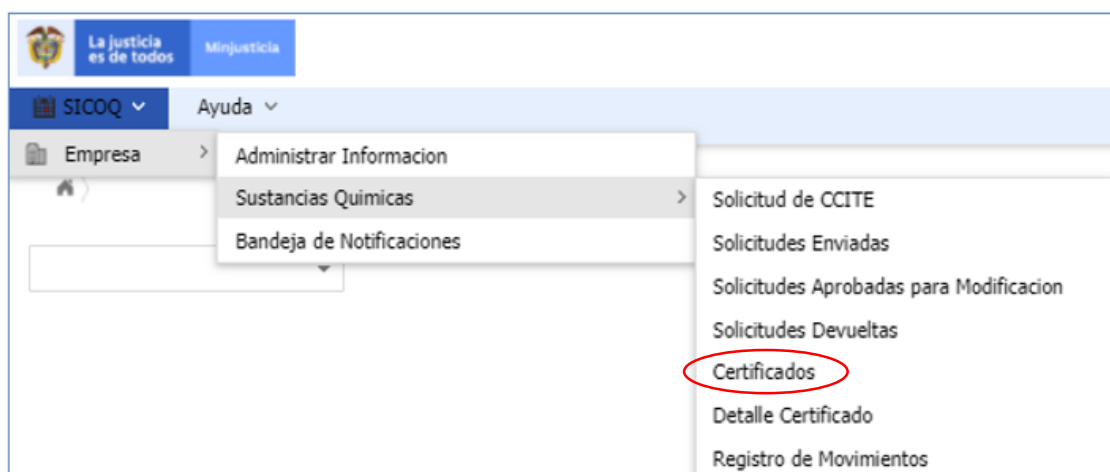 La justicia
es de todos
Minjusticia
SICOQ
Ayuda
Empresa
Administrar Informacion
Sustancias Quimicas
Bandeja de Notificaciones
Solicitud de CCITE
Solicitudes Enviadas
Solicitudes Aprobadas para Modificacion
Solicitudes Devueltas
Certificados
Detalle Certificado
Registro de Movimientos